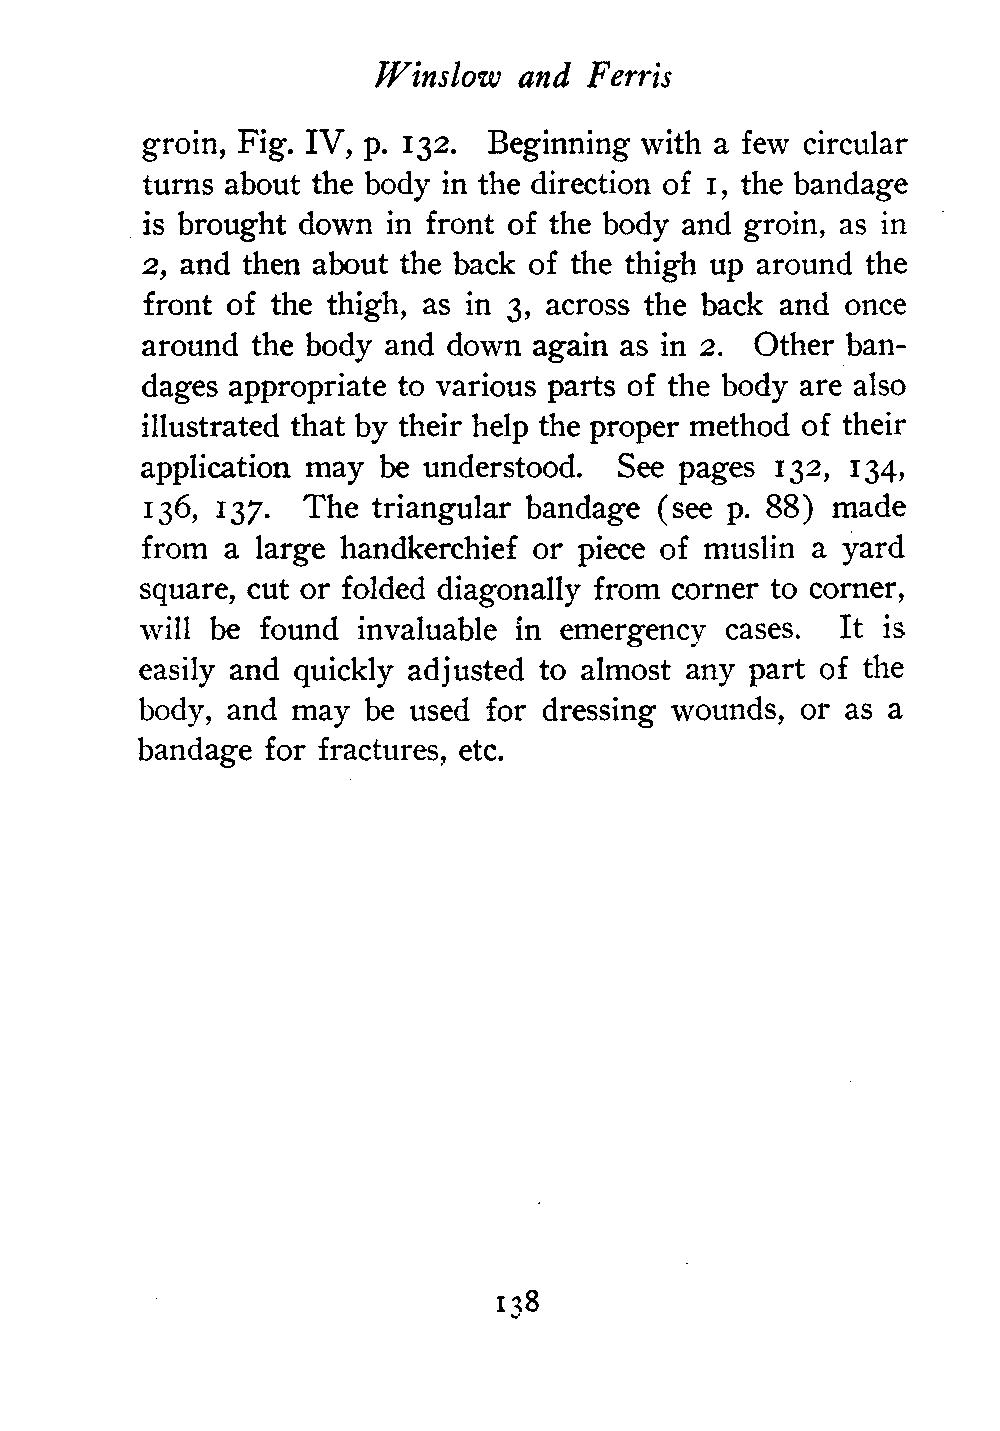 Winslow and Ferris
groin, Fig. IV, p. 132. Beginning with a few circular
turns about the body in the direction of 1, the bandage
is brought down in front of the body and groin, as in
2, and then about the back of the thigh up around the
front of the thigh, as in 3, across the back and once
around the body and down again as in 2. Other ban-
dages appropriate to various parts of the body are also
illustrated that by their help the proper method of their
application may be understood. See pages 132, 134,
136, 137. The triangular bandage (see p. 88) made
from a large handkerchief or piece of muslin a yard
square, cut or folded diagonally from corner to corner,
will be found invaluable in emergency cases. It is
easily and quickly adjusted to almost any part of the
body, and may be used for dressing wounds, or as a
bandage for fractures, etc.
138